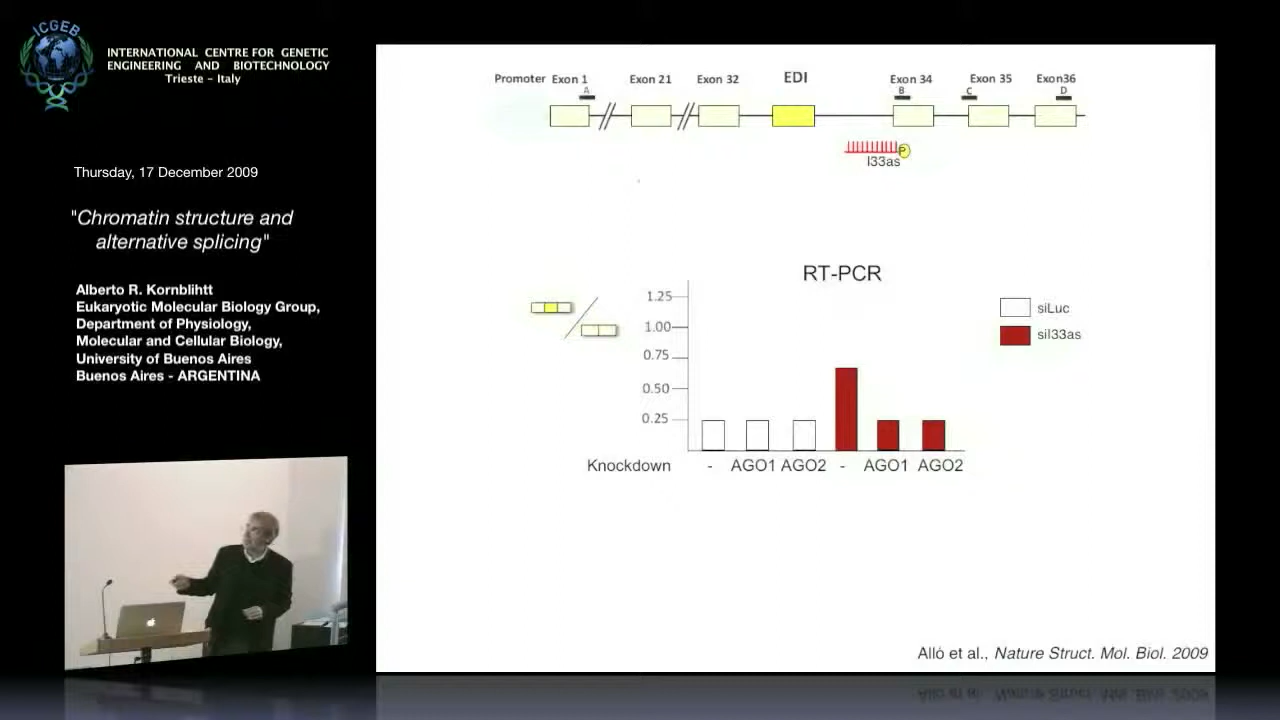 ICGEB
INTERNATIONAL CENTRE FOR GENETIC
ENGINEERING AND BIOTECHNOLOGY
Trieste - Italy
Thursday, 17 December 2009
"Chromatin structure and
alternative splicing"
Alberto R. Kornblihtt
Eukaryotic Molecular Biology Group,
Department of Physiology,
Molecular and Cellular Biology,
University of Buenos Aires
Buenos Aires - ARGENTINA
Promoter Exon 1 Exon 21 Exon 32 EDI Exon 34 Exon 35 Exon36
A B C D
P
I33as
RT-PCR
1.25
1.00
0.75
0.50
0.25
siLuc
siI33as
Knockdown - AGO1 AGO2 - AGO1 AGO2
Alló et al., Nature Struct. Mol. Biol. 2009